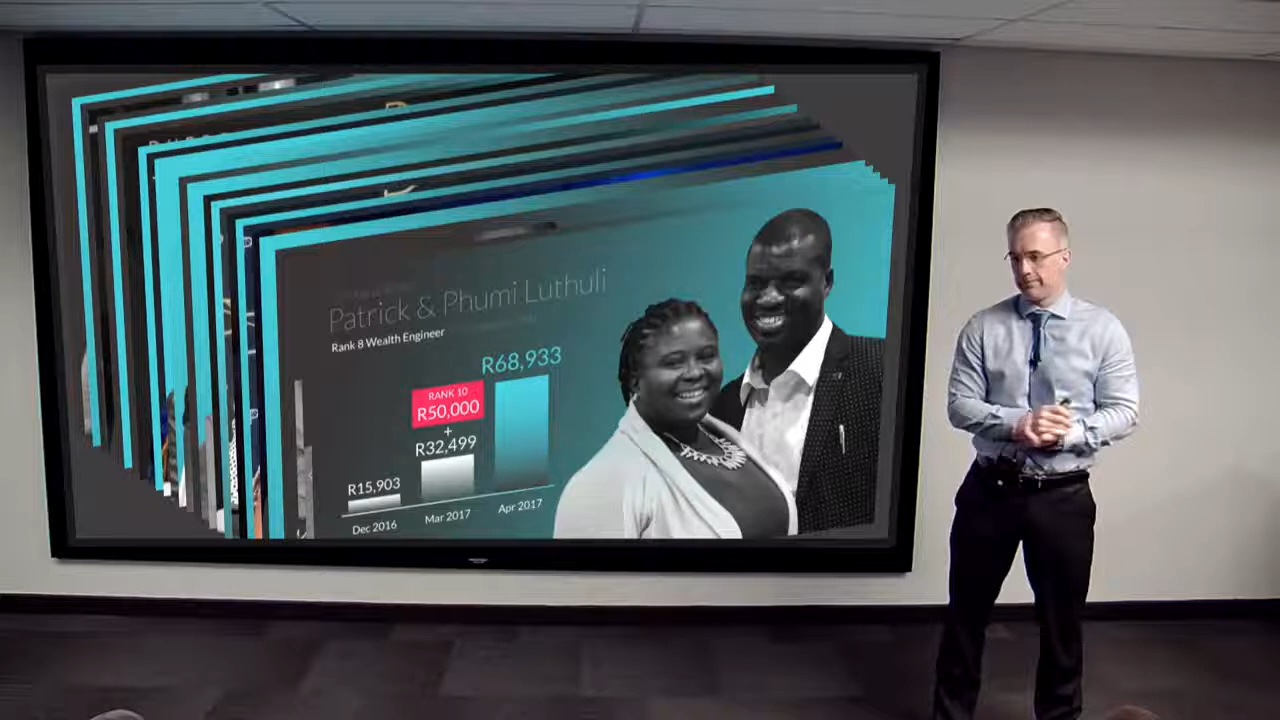 Patrick & Phumi Luthuli
Rank 8 Wealth Engineer
R68,933
RANK 10
R50,000
+
R32,499
R15,903
Dec 2016
Mar 2017
Apr 2017